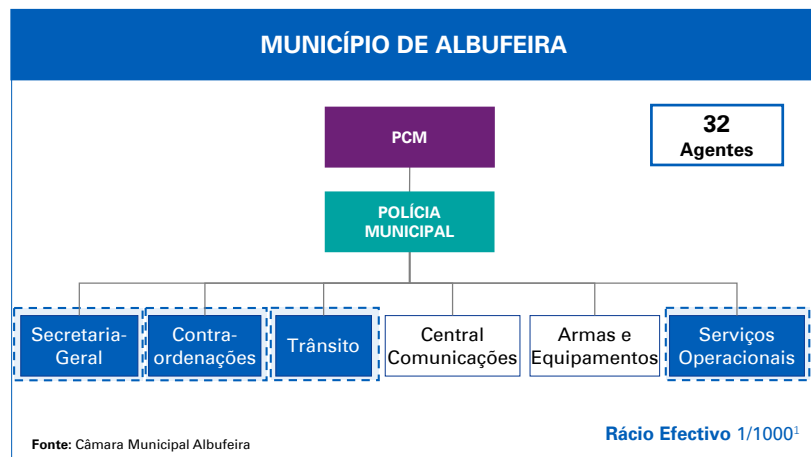 MUNICÍPIO DE ALBUFEIRA
PCM
32
Agentes
POLÍCIA
MUNICIPAL
Secretaria-
Geral
Contra-
ordenações
Trânsito
Central
Comunicações
Armas e
Equipamentos
Serviços
Operacionais
Fonte: Câmara Municipal Albufeira
Rácio Efectivo 1/1000¹